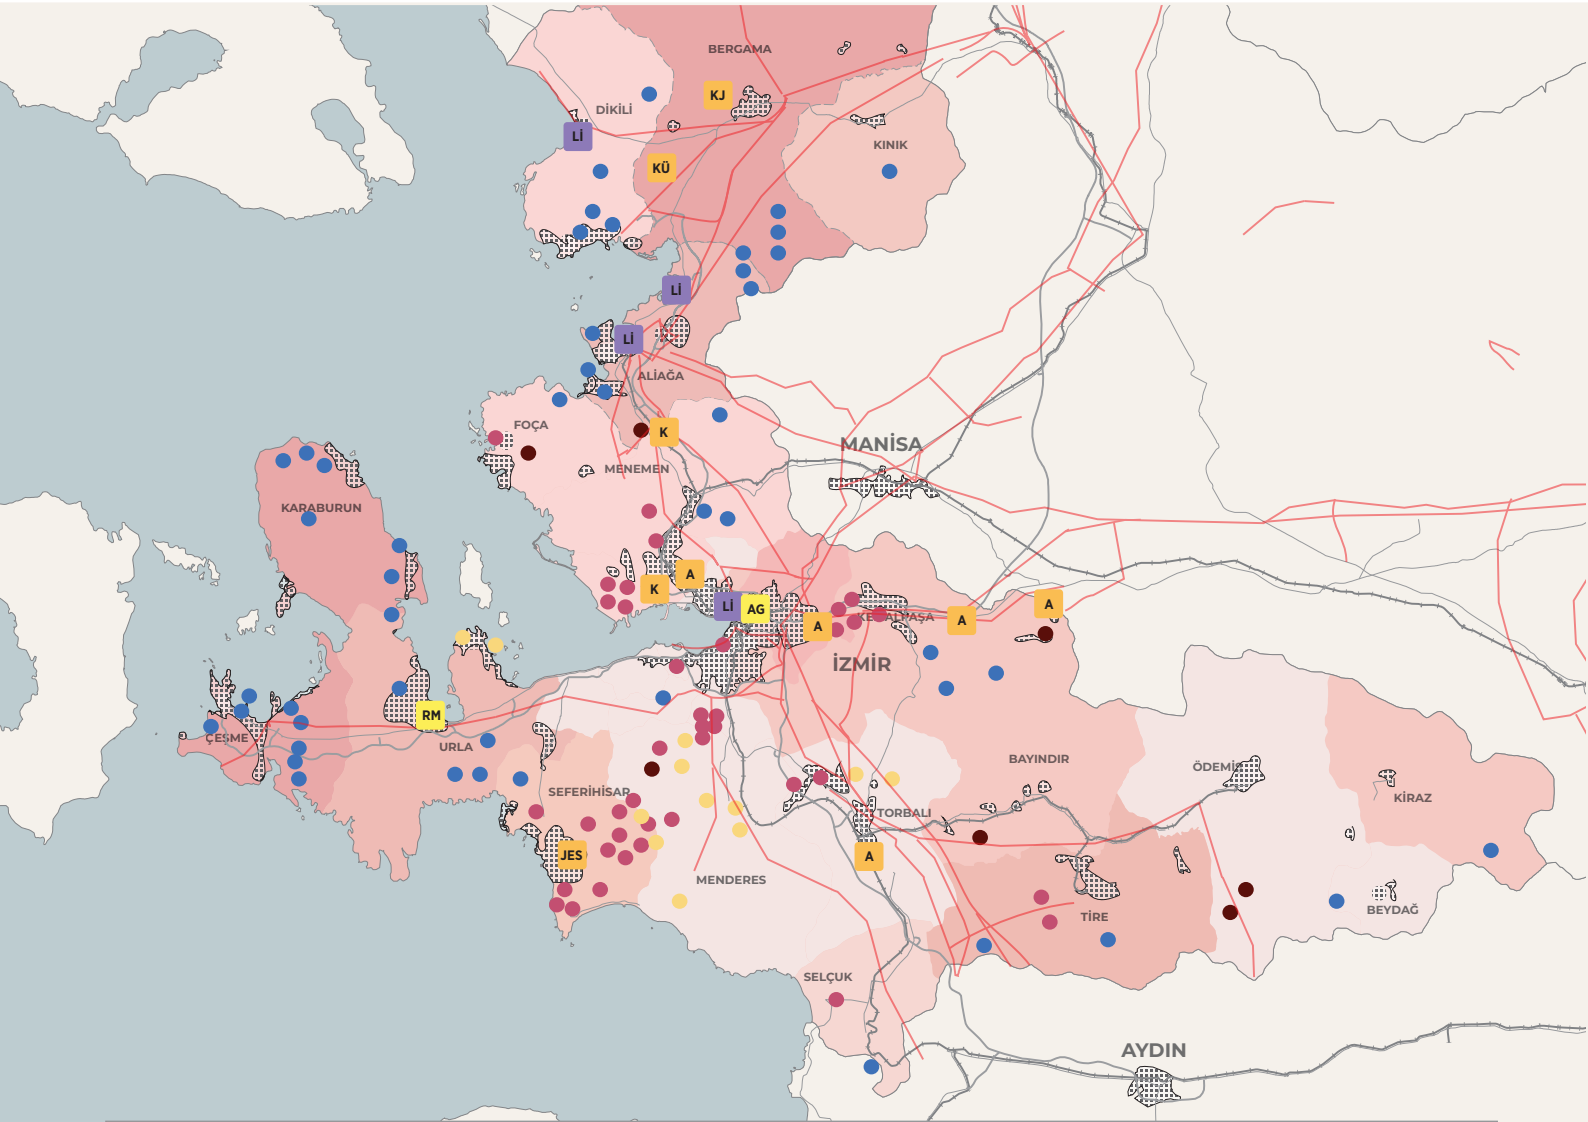 BERGAMA
KJ
DİKİLİ
Lİ
KINIK
KÜ
Lİ
Lİ
ALİAĞA
FOÇA
K
MANİSA
MENEMEN
KARABURUN
A
K
Lİ
AG
A
KEMALPAŞA
A
A
İZMİR
RM
ÇEŞME
URLA
BAYINDIR
ÖDEMİŞ
SEFERİHİSAR
KİRAZ
TORBALI
JES
A
MENDERES
BEYDAĞ
TİRE
SELÇUK
AYDIN